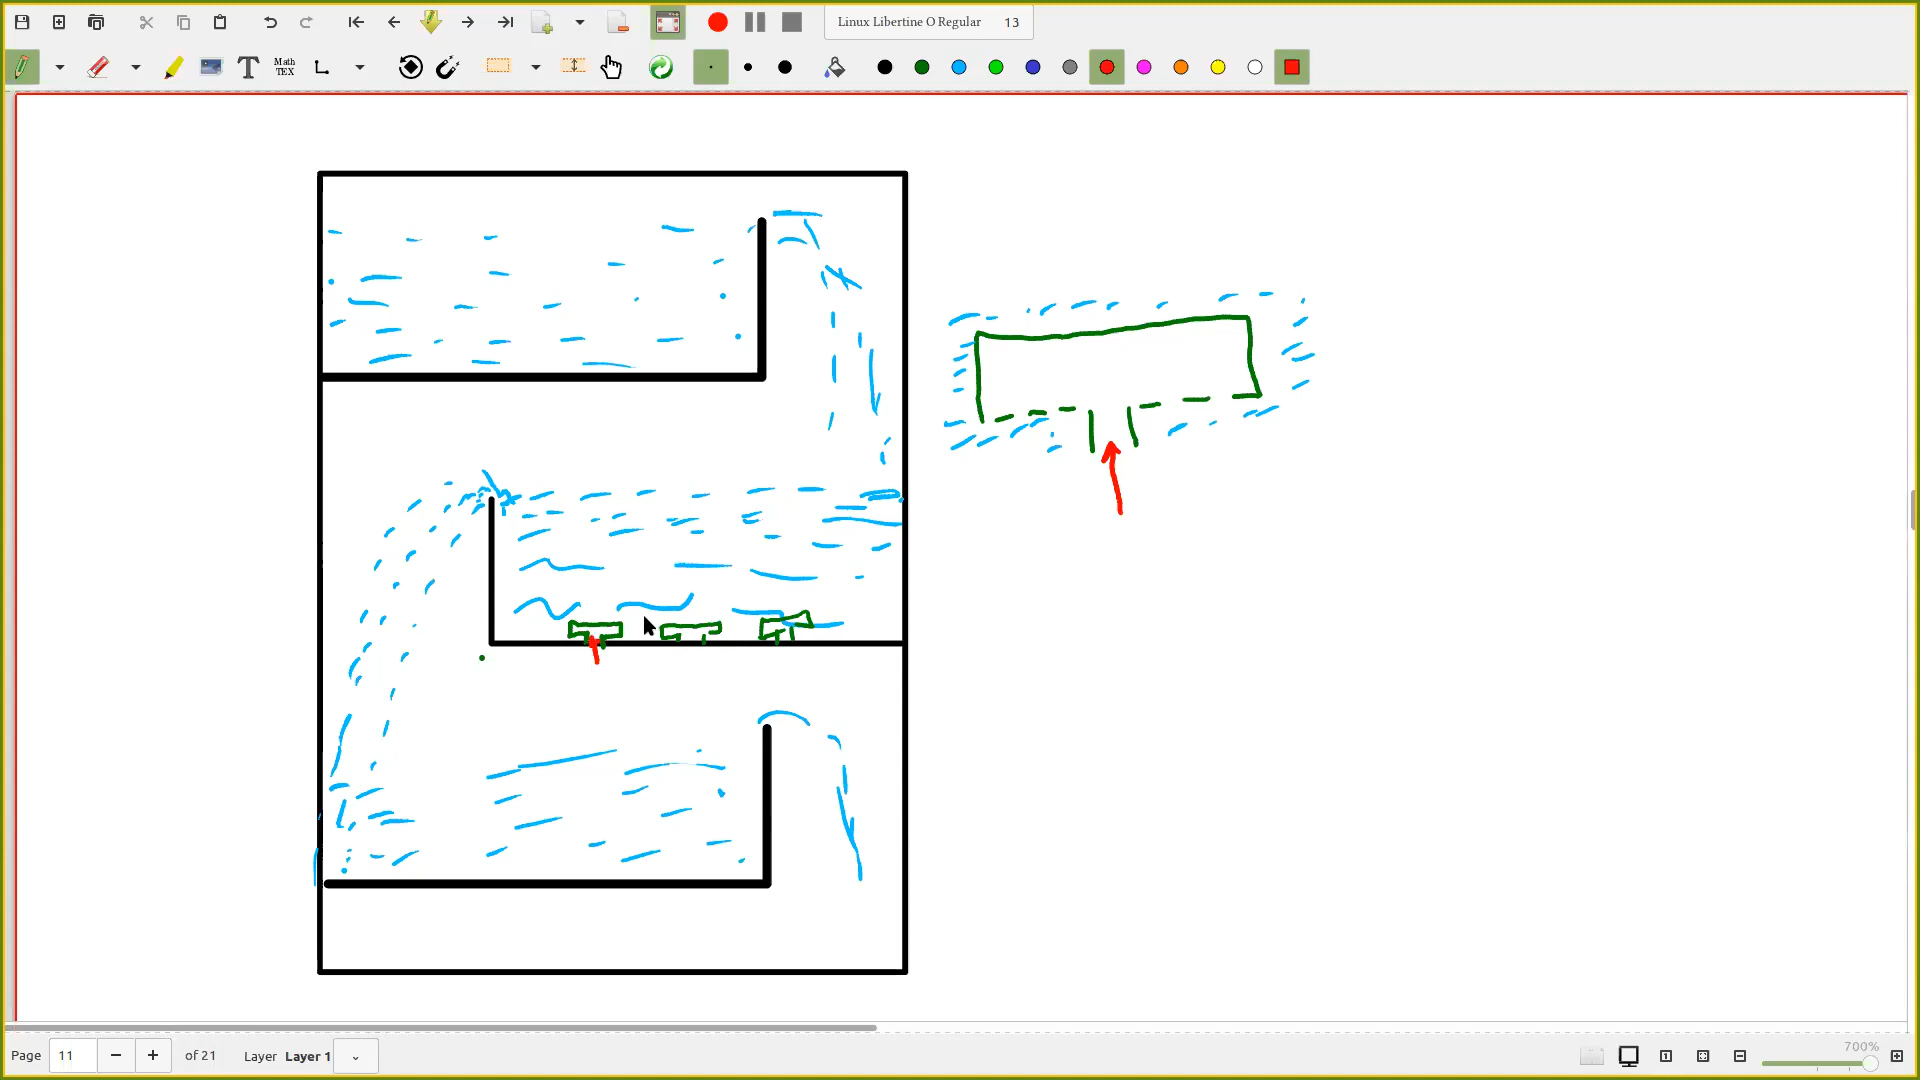 Linux Libertine O Regular 13
Math
TEX
Page 11 of 21 Layer Layer 1
700%